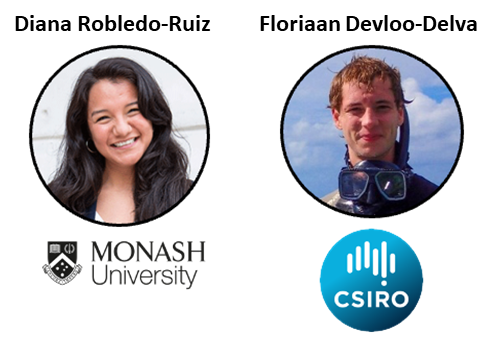 Diana Robledo-Ruiz
Floriaan Devloo-Delva
MONASH
University
CSIRO